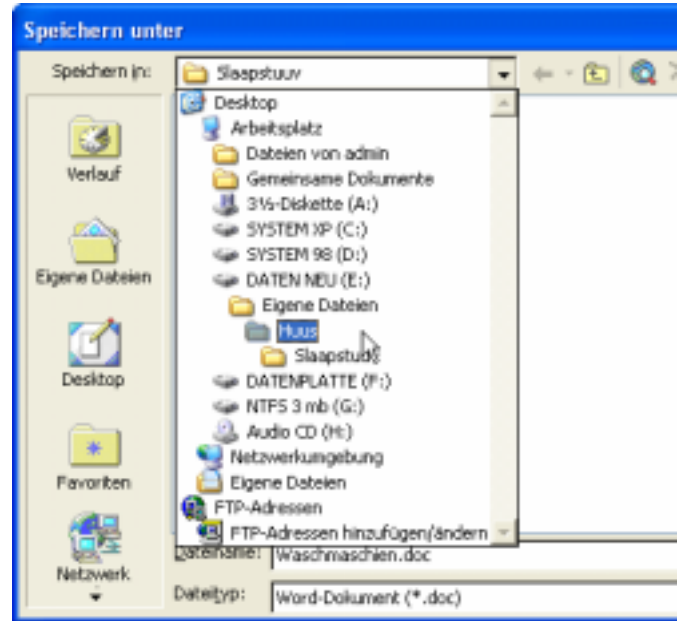 Speichern unter
Speichern in:
Slaapstuuv
Desktop
Arbeitsplatz
Dateien von admin
Gemeinsame Dokumente
3½-Diskette (A:)
SYSTEM XP (C:)
SYSTEM 98 (D:)
DATEN NEU (E:)
Eigene Dateien
Huus
DATENPLATTE (F:)
NTFS 3 mb (G:)
Audio CD (H:)
Netzwerkumgebung
Eigene Dateien
FTP-Adressen
FTP-Adressen hinzufügen/ändern
Verlauf
Eigene Dateien
Desktop
Favoriten
Netzwerk
Dateiname:
Waschmaschien.doc
Dateityp:
Word-Dokument (*.doc)